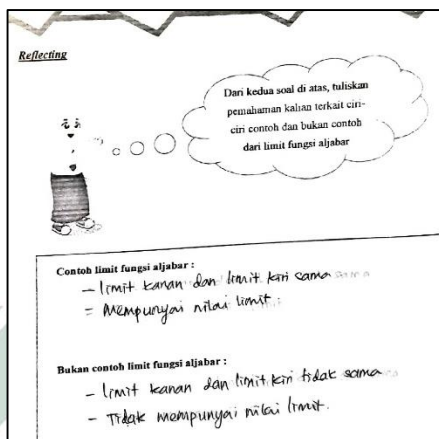 Reflecting
Dari kedua soal di atas, tuliskan
pemahaman kalian terkait ciri-
ciri contoh dan bukan contoh
dari limit fungsi aljabar
Contoh limit fungsi aljabar :
- limit kanan dan limit kiri sama
= Mempunyai nilai limit.
Bukan contoh limit fungsi aljabar :
- limit kanan dan limit kiri tidak sama
- Tidak mempunyai nilai limit.